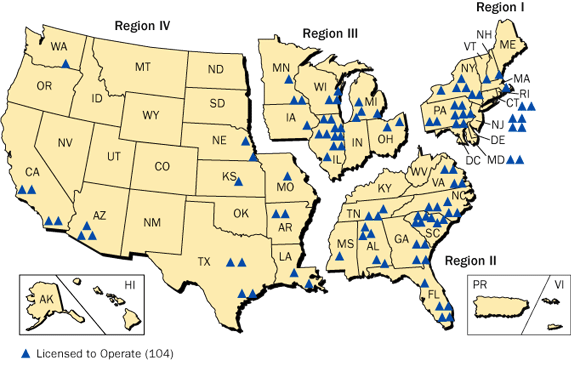 Region I
Region IV
Region III
NH
VT
ME
WA
MT
ND
MN
NY
OR
ID
SD
WI
MI
MA
RI
CT
WY
IA
PA
NV
NE
IL
IN
OH
NJ
DE
UT
CO
DC
MD
CA
KS
MO
WV
VA
KY
AZ
NM
OK
AR
TN
NC
SC
MS
AL
GA
TX
LA
Region II
FL
AK
HI
PR
VI
Licensed to Operate (104)